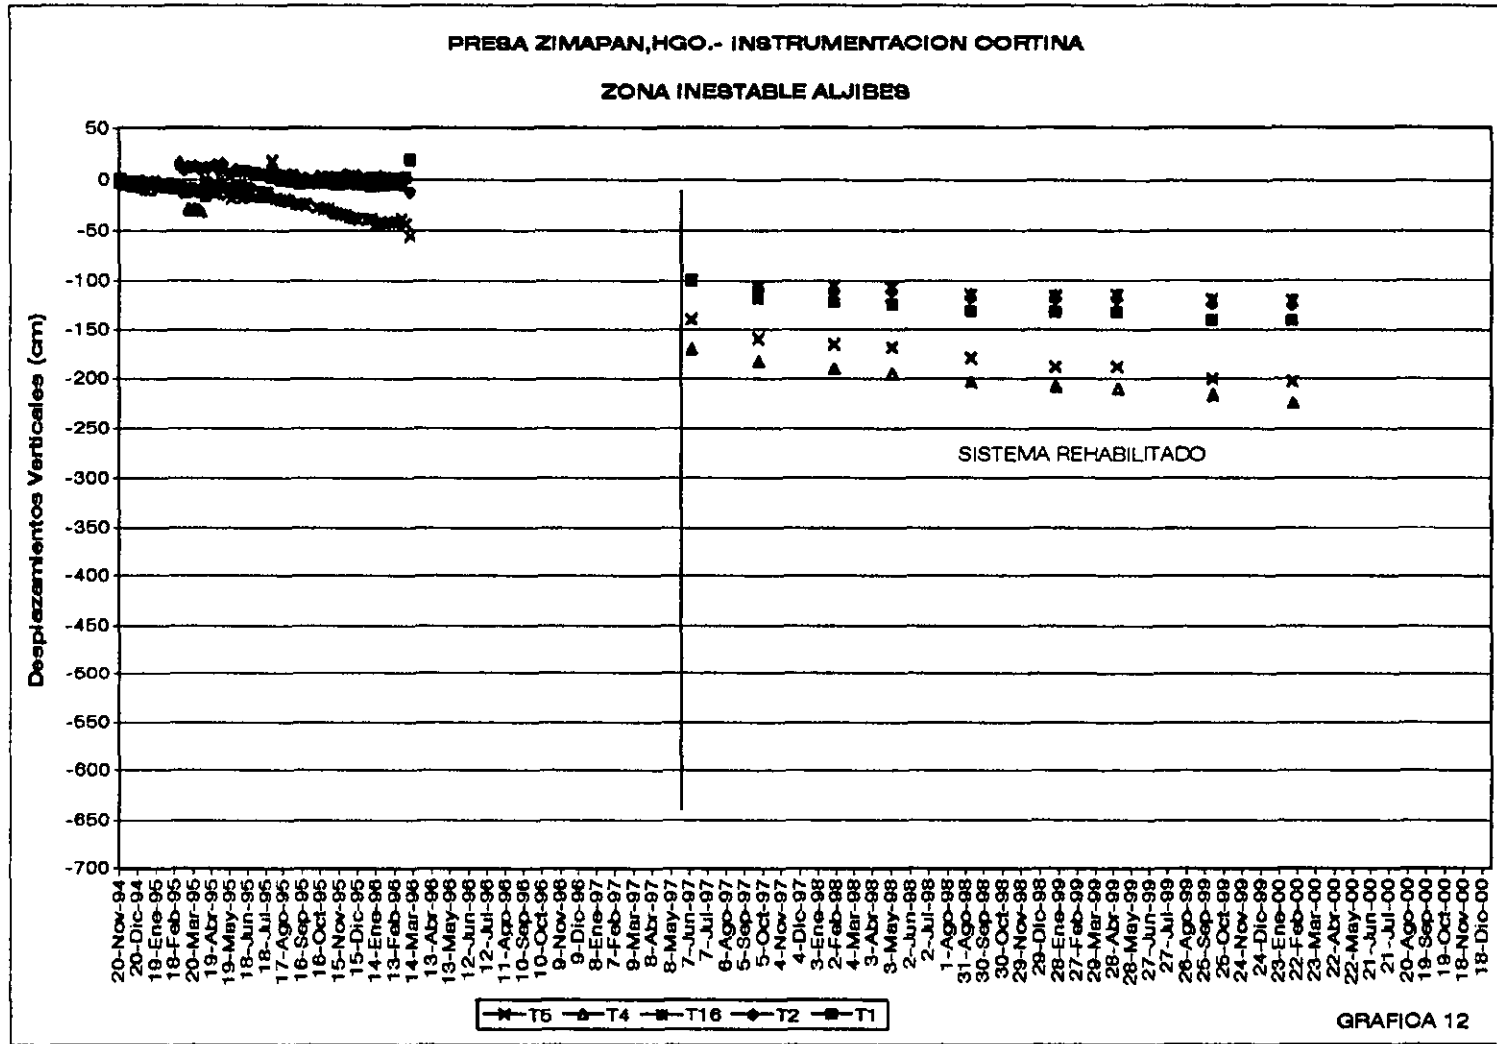 PRESA ZIMAPAN,HGO.- INSTRUMENTACION CORTINA
ZONA INESTABLE ALJIBES
Desplazamientos Verticales (cm)
50
0
-50
-100
-150
-200
-250
-300
-350
-400
-450
-500
-550
-600
-650
-700
SISTEMA REHABILITADO
20-Nov-94
20-Dic-94
19-Ene-95
18-Feb-95
20-Mar-95
19-Abr-95
19-May-95
18-Jun-95
18-Jul-95
17-Ago-95
16-Sep-95
16-Oct-95
15-Nov-95
15-Dic-95
14-Ene-96
13-Feb-96
14-Mar-96
13-Abr-96
13-May-96
12-Jun-96
12-Jul-96
11-Ago-96
10-Sep-96
10-Oct-96
9-Nov-96
9-Dic-96
8-Ene-97
7-Feb-97
9-Mar-97
8-Abr-97
8-May-97
7-Jun-97
7-Jul-97
6-Ago-97
5-Sep-97
5-Oct-97
4-Nov-97
4-Dic-97
3-Ene-98
2-Feb-98
4-Mar-98
3-Abr-98
3-May-98
2-Jun-98
2-Jul-98
1-Ago-98
31-Ago-98
30-Sep-98
30-Oct-98
29-Nov-98
29-Dic-98
28-Ene-99
27-Feb-99
29-Mar-99
28-Abr-99
28-May-99
27-Jun-99
27-Jul-99
26-Ago-99
25-Sep-99
25-Oct-99
24-Nov-99
24-Dic-99
23-Ene-00
22-Feb-00
23-Mar-00
22-Abr-00
22-May-00
21-Jun-00
21-Jul-00
20-Ago-00
19-Sep-00
19-Oct-00
18-Nov-00
18-Dic-00
T5 T4 T16 T2 T1
GRAFICA 12